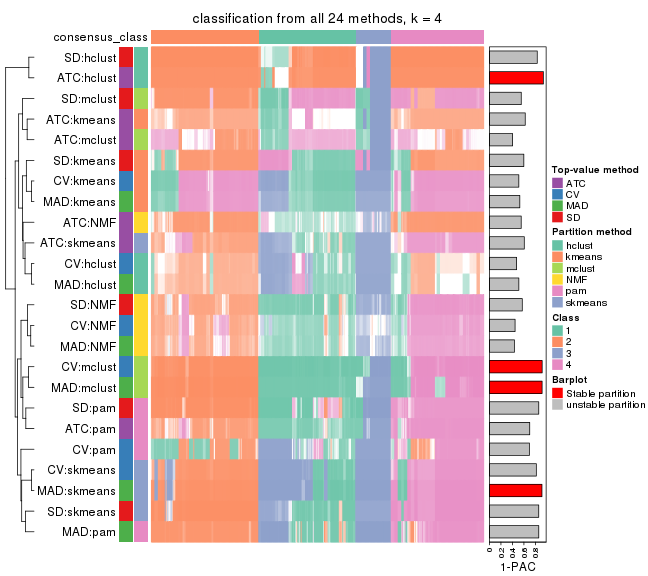 classification from all 24 methods, k = 4
consensus_class
SD:hclust
ATC:hclust
SD:mclust
ATC:kmeans
ATC:mclust
SD:kmeans
CV:kmeans
MAD:kmeans
ATC:NMF
ATC:skmeans
CV:hclust
MAD:hclust
SD:NMF
CV:NMF
MAD:NMF
CV:mclust
MAD:mclust
SD:pam
ATC:pam
CV:pam
CV:skmeans
MAD:skmeans
SD:skmeans
MAD:pam
0
0.2
0.4
0.6
0.8
1-PAC
Top-value method
ATC
CV
MAD
SD
Partition method
hclust
kmeans
mclust
NMF
pam
skmeans
Class
1
2
3
4
Barplot
Stable partition
unstable partition